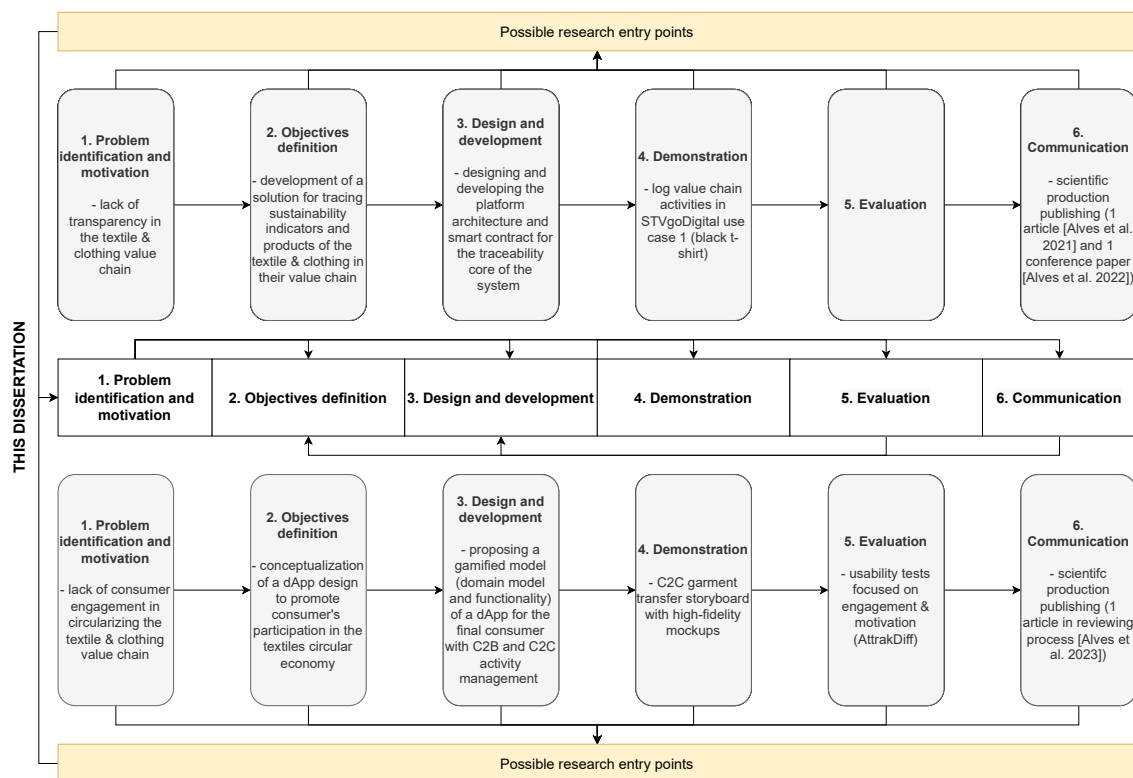 Possible research entry points
1. Problem
identification and
motivation
- lack of
transparency in
the textile &
clothing value
chain
2. Objectives
definition
- development of a
solution for tracing
sustainability
indicators and
products of the
textile & clothing in
their value chain
3. Design and
development
- designing and
developing the
platform
architecture and
smart contract for
the traceability
core of the
system
4. Demonstration
- log value chain
activities in
STVgoDigital use
case 1 (black t-
shirt)
5. Evaluation
6.
Communication
- scientific
production
publishing (1
article [Alves et al.
2021] and 1
conference paper
[Alves et al. 2022])
THIS DISSERTATION
1. Problem
identification and
motivation
2. Objectives definition
3. Design and development
4. Demonstration
5. Evaluation
6. Communication
1. Problem
identification and
motivation
- lack of consumer
engagement in
circularizing the
textile & clothing
value chain
2. Objectives
definition
- conceptualization
of a dApp design
to promote
consumer's
participation in the
textiles circular
economy
3. Design and
development
- proposing a
gamified model
(domain model
and functionality)
of a dApp for the
final consumer
with C2B and C2C
activity
management
4. Demonstration
- C2C garment
transfer storyboard
with high-fidelity
mockups
5. Evaluation
- usability tests
focused on
engagement &
motivation
(AttrakDiff)
6.
Communication
- scientifc
production
publishing (1
article in reviewing
process [Alves et
al. 2023])
Possible research entry points